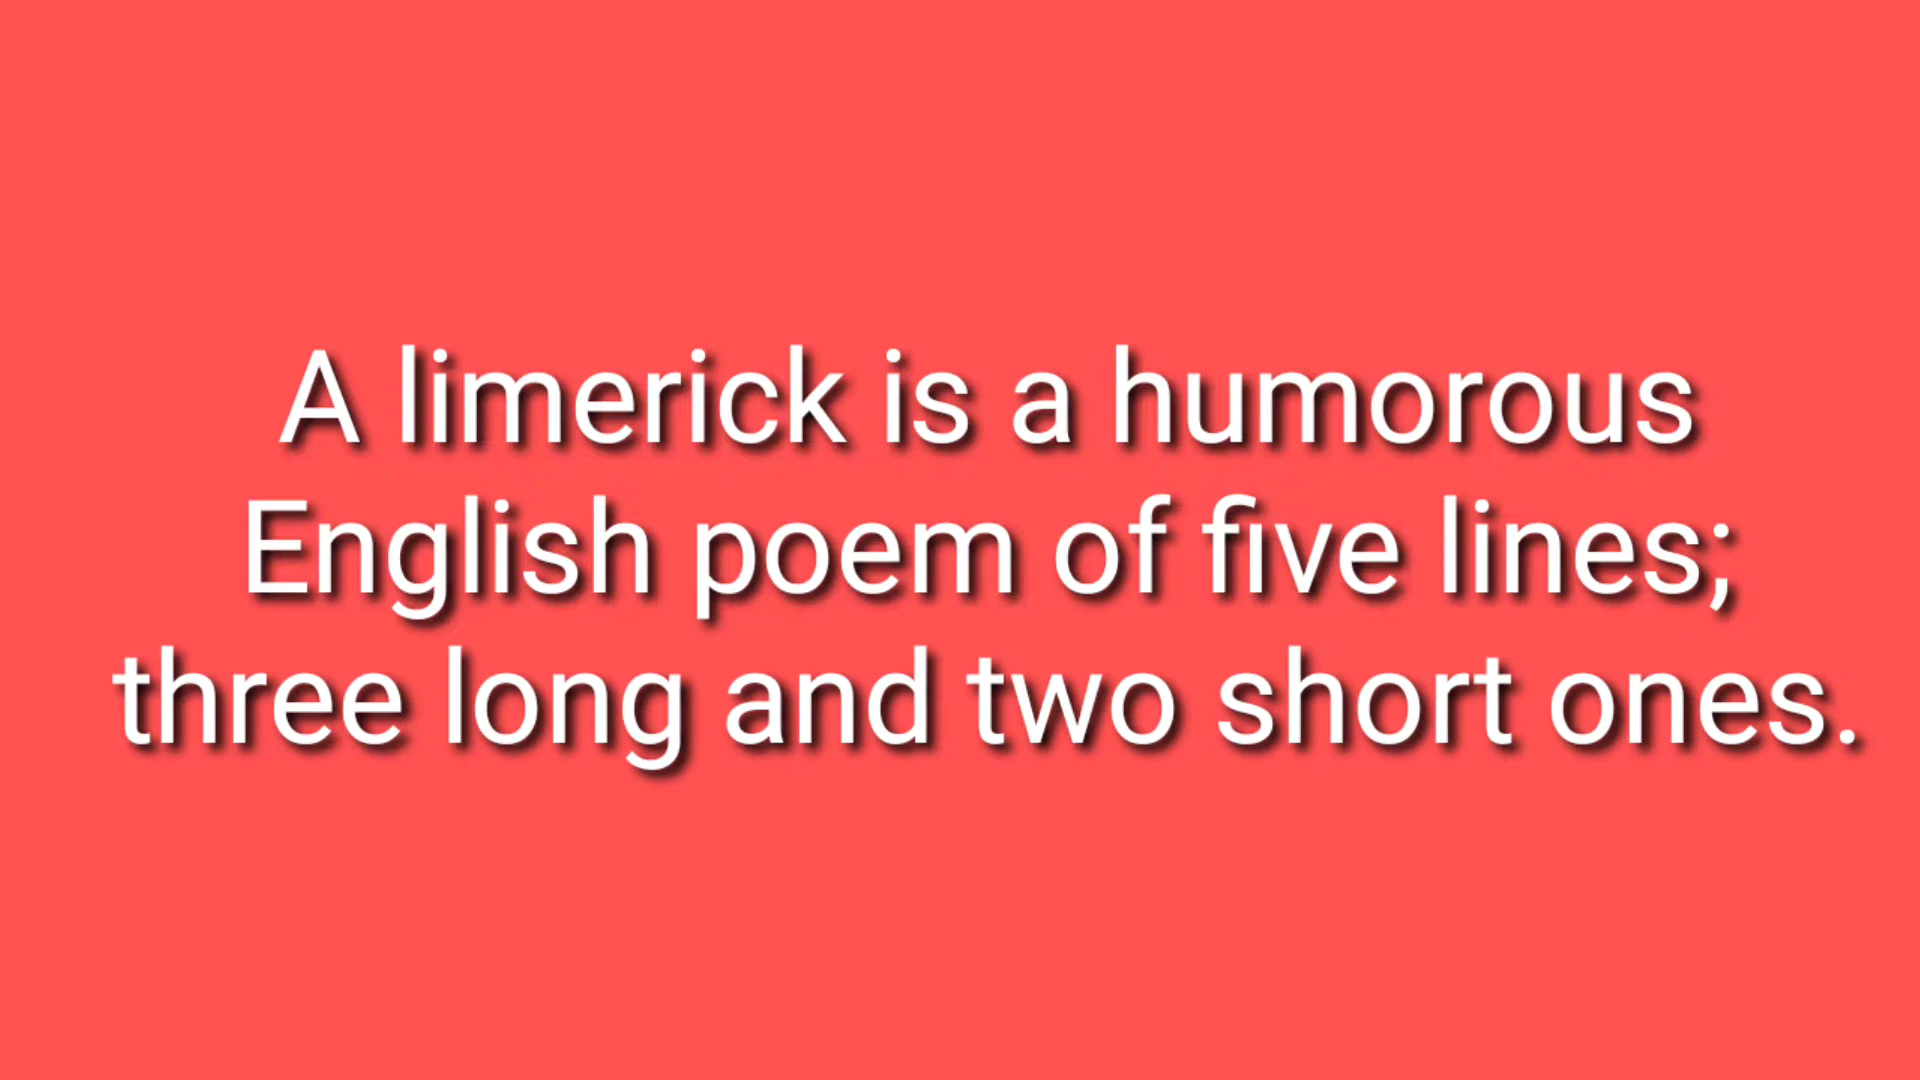 A limerick is a humorous
English poem of five lines;
three long and two short ones.